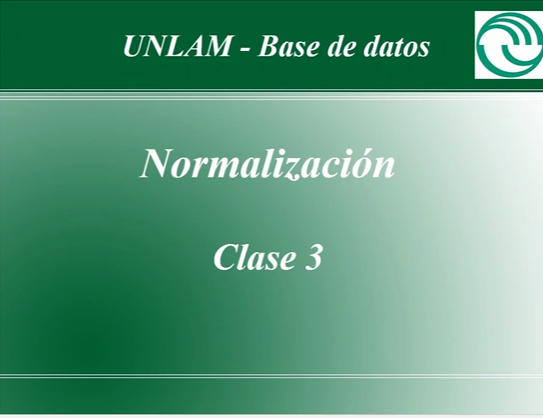 UNLAM - Base de datos
Normalización
Clase 3